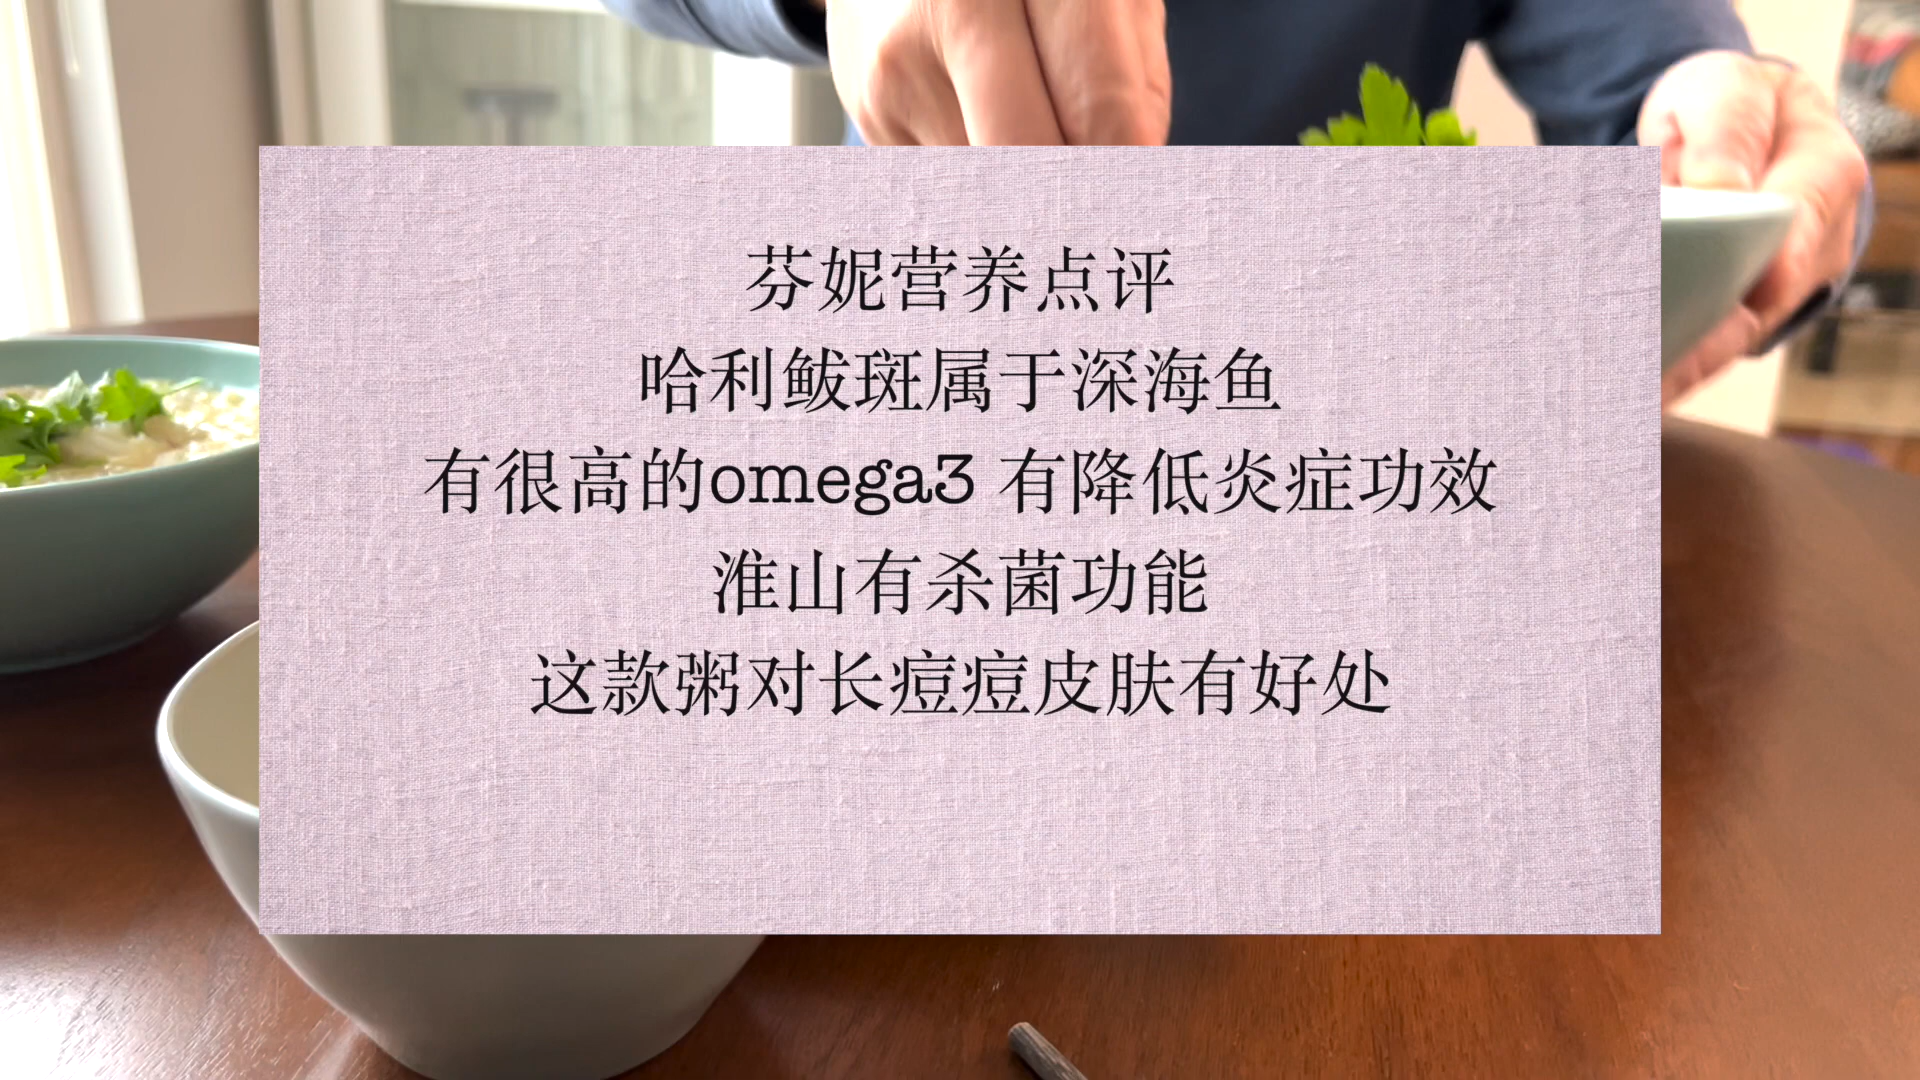 芬妮营养点评
哈利鲅斑属于深海鱼
有很高的omega3 有降低炎症功效
淮山有杀菌功能
这款粥对长痘痘皮肤有好处